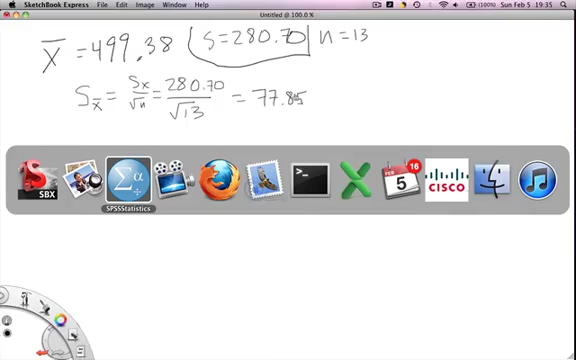 SketchBook Express File Edit Image Window Help (100%) Sun Feb 5 19:35
Untitled @ 100.0 %
x̄ = 499.38 s=280.70 n=13
Sx̄ = Sx/√n = 280.70/√13 = 77.85
SBX
Σ α ÷
>_
X
FEB 5 16
CISCO
SPSSStatistics